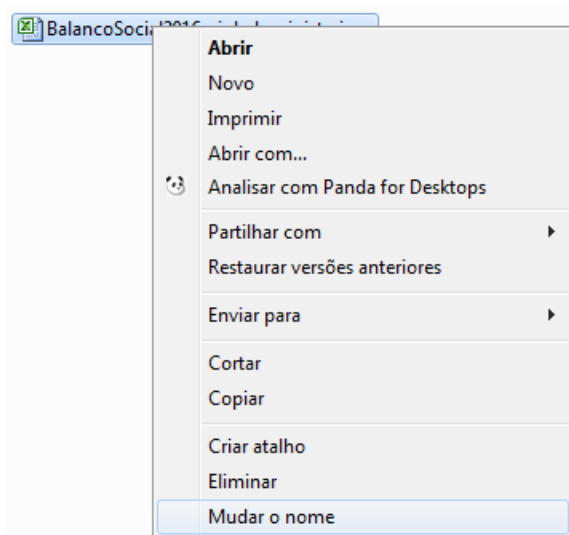 BalancoSoci
Abrir
Novo
Imprimir
Abrir com...
Analisar com Panda for Desktops
Partilhar com
Restaurar versões anteriores
Enviar para
Cortar
Copiar
Criar atalho
Eliminar
Mudar o nome